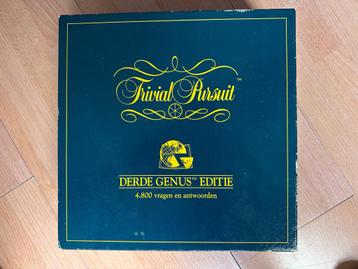 Trivial Pursuit™
DERDE GENUS™ EDITIE
4.800 vragen en antwoorden